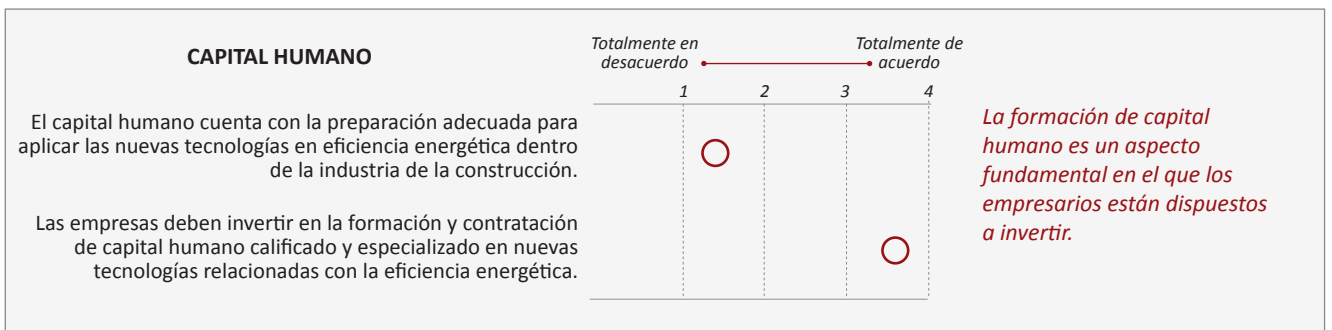 CAPITAL HUMANO
Totalmente en
desacuerdo
Totalmente de
acuerdo
1 2 3 4
El capital humano cuenta con la preparación adecuada para
aplicar las nuevas tecnologías en eficiencia energética dentro
de la industria de la construcción.
Las empresas deben invertir en la formación y contratación
de capital humano calificado y especializado en nuevas
tecnologías relacionadas con la eficiencia energética.
La formación de capital
humano es un aspecto
fundamental en el que los
empresarios están dispuestos
a invertir.